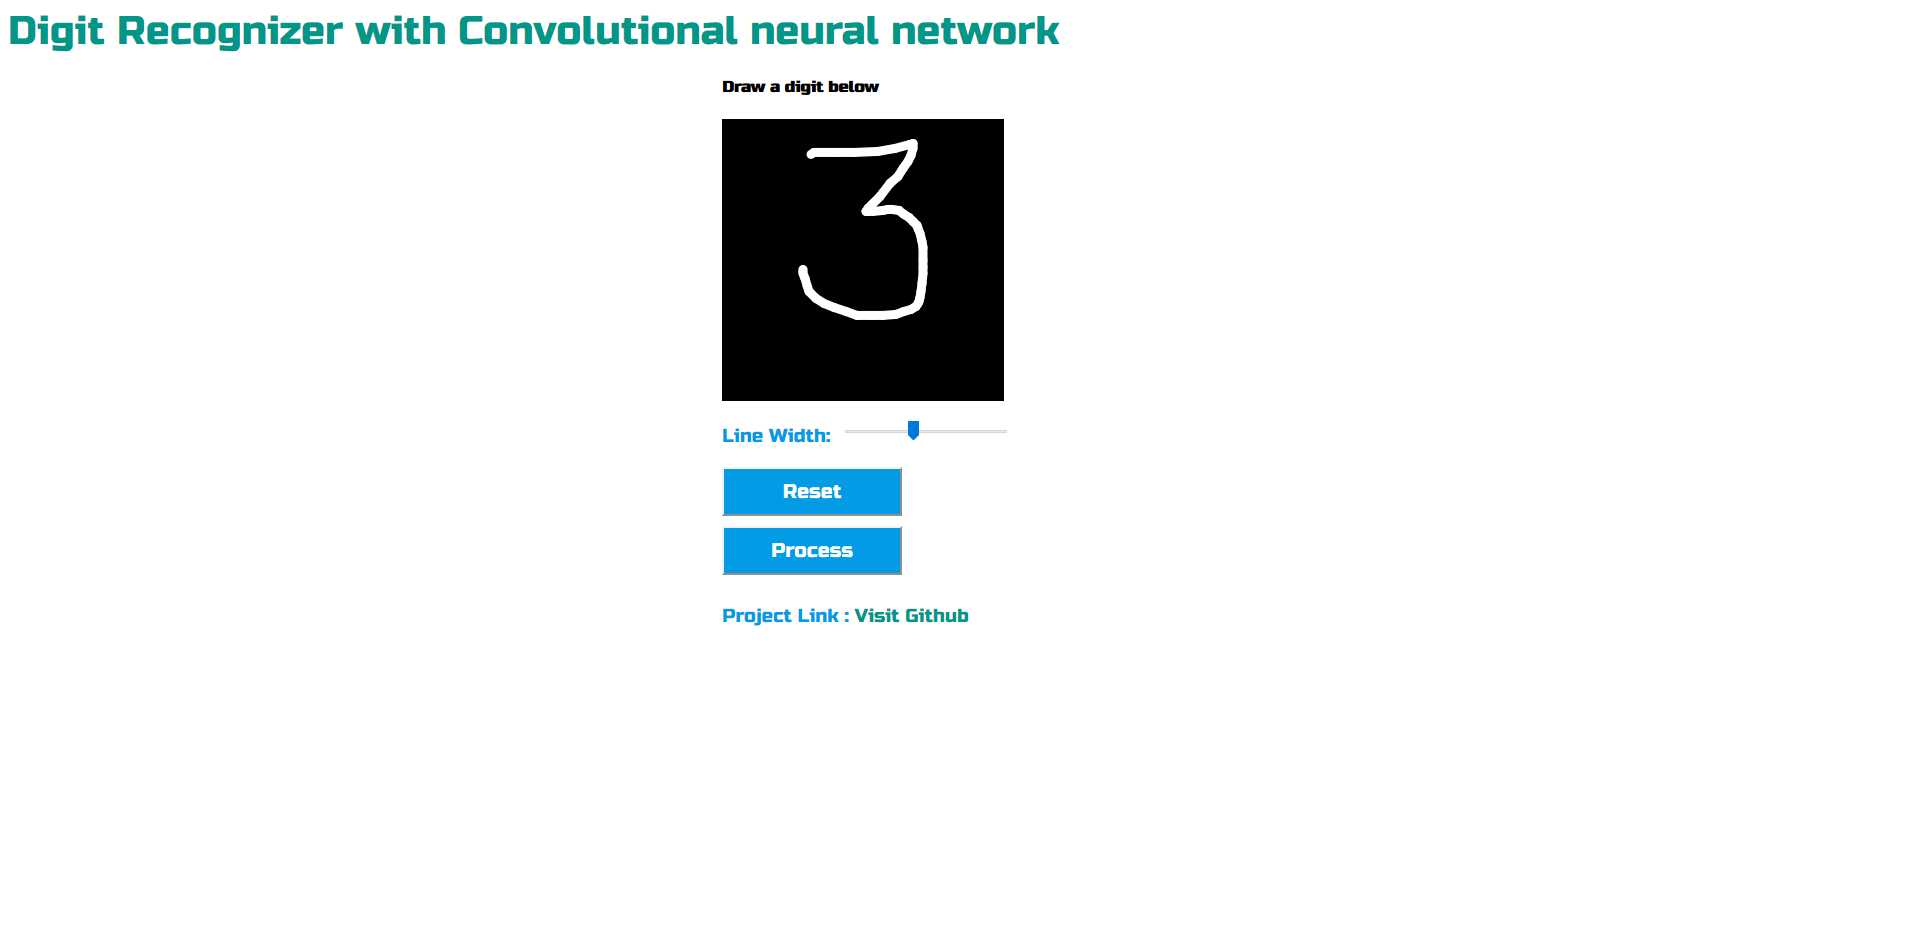 Digit Recognizer with Convolutional neural network
Draw a digit below
3
Line Width:
Reset
Process
Project Link : Visit Github